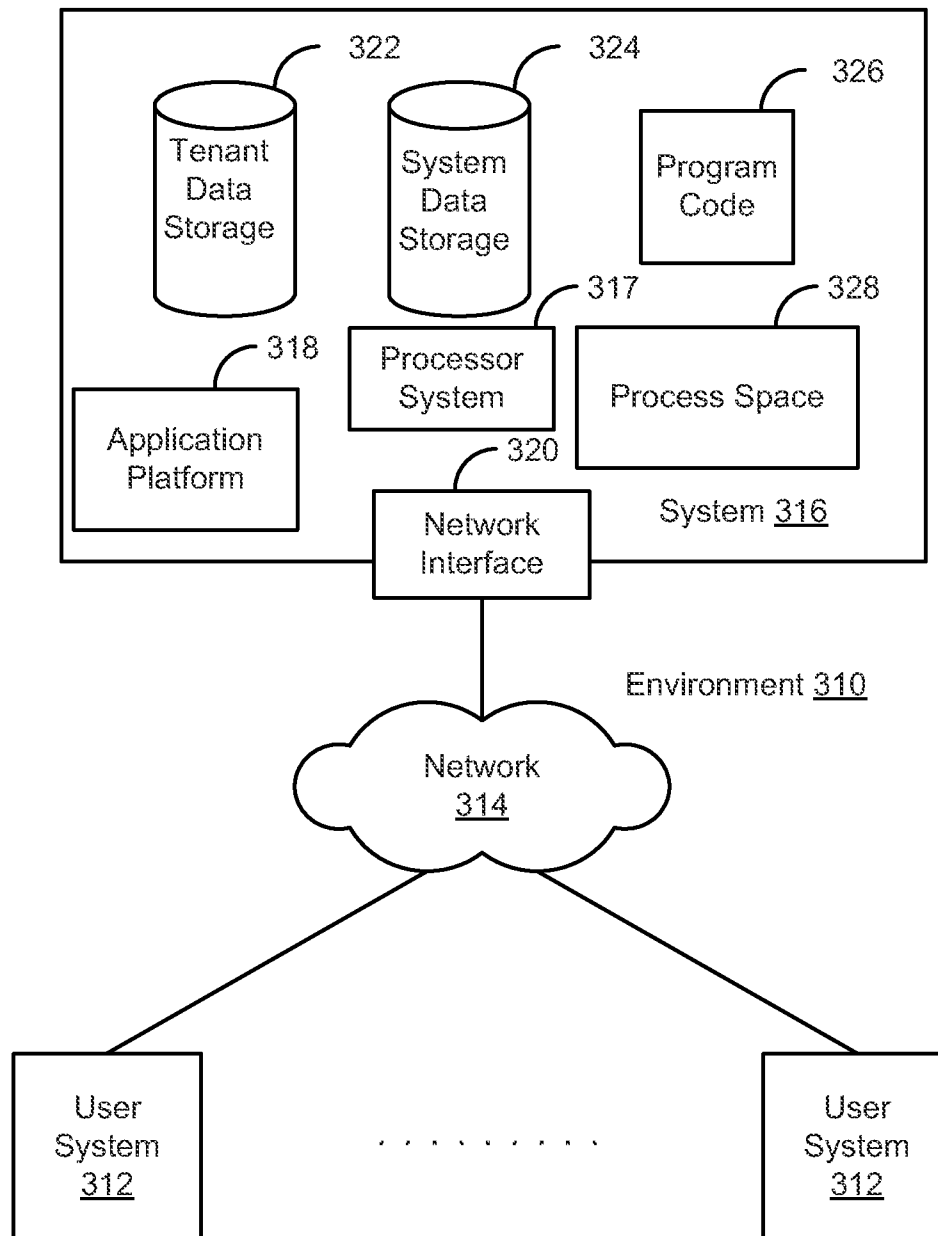 322
324
326
Tenant
Data
Storage
System
Data
Storage
Program
Code
317
328
318
Processor
System
Process Space
Application
Platform
320
Network
Interface
System 316
Environment 310
Network
314
User
System
312
. . . . . . . . .
User
System
312